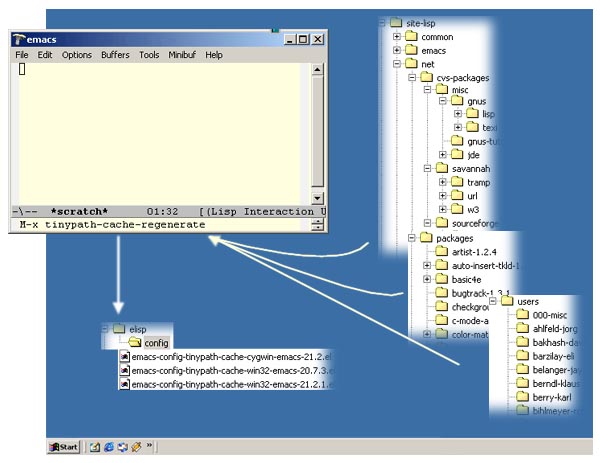 emacs
File Edit Options Buffers Tools Minibuf Help
-\-- *scratch* 01:32 [(Lisp Interaction U
M-x tinypath-cache-regenerate
site-lisp
common
emacs
net
cvs-packages
misc
gnus
lisp
texi
gnus-tut
jde
savannah
tramp
url
w3
sourceforge
packages
artist-1.2.4
auto-insert-tkld-1.
basic4e
bugtrack-1.3.1
checkgrou
c-mode-a
color-mat
users
000-misc
ahlfeld-jorg
bakhash-da
barzilay-eli
belanger-ja
berndl-klaus
berry-karl
bihlmeyer-r
elisp
config
emacs-config-tinypath-cache-cygwin-emacs-21.2.el
emacs-config-tinypath-cache-win32-emacs-20.7.3.el
emacs-config-tinypath-cache-win32-emacs-21.2.1.el
Start